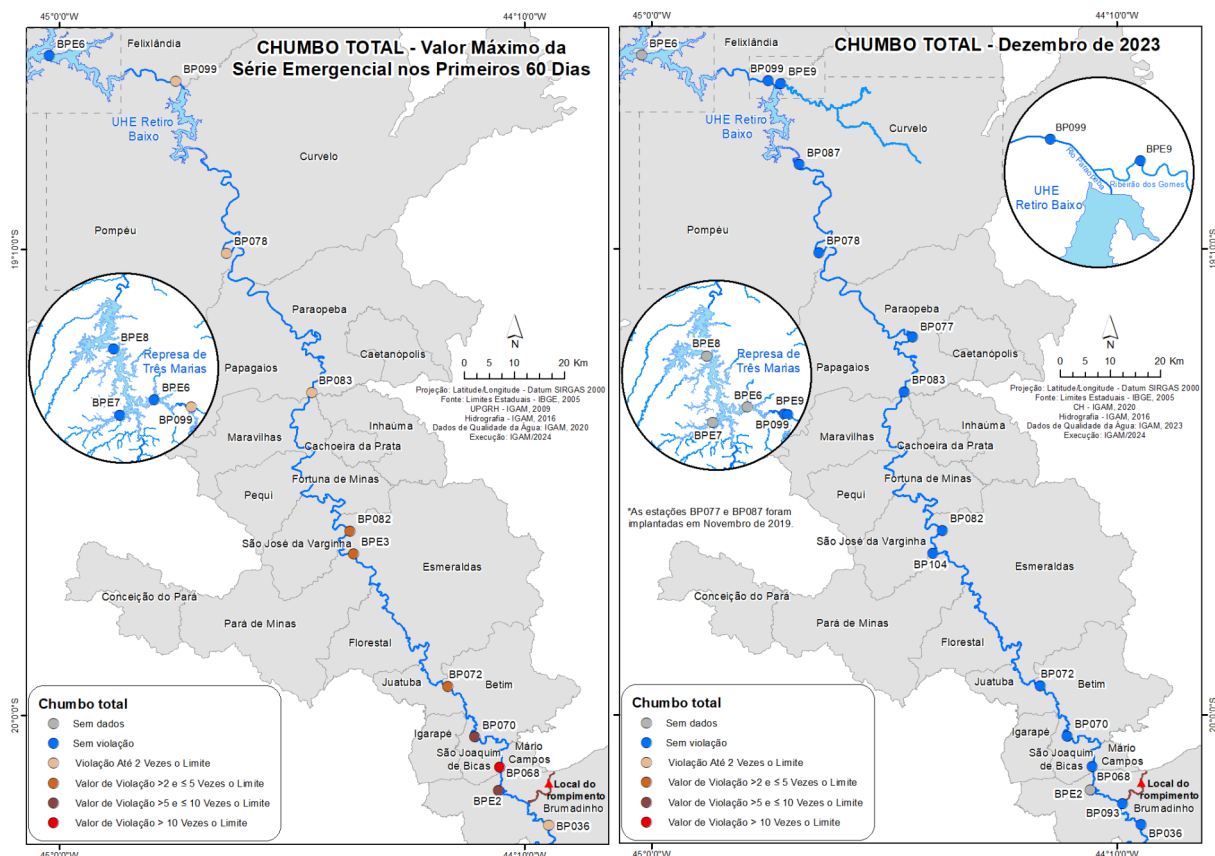 45°0'0"W
44°10'0"W
BPE6
Felixlândia
CHUMBO TOTAL - Valor Máximo da
Série Emergencial nos Primeiros 60 Dias
BP099
UHE Retiro
Baixo
Curvelo
Pompéu
BP078
19°10'0"S
Paraopeba
BPE8
Represa de
Três Marias
BPE6
BPE7
BP099
N
0 5 10 20 Km
Caetanópolis
Papagaios
BP083
Projeção: Latitude/Longitude - Datum SIRGAS 2000
Fonte: Limites Estaduais - IBGE, 2005
UPGRH - IGAM, 2009
Hidrografia - IGAM, 2016
Dados de Qualidade da Água: IGAM, 2020
Execução: IGAM/2024
Inhaúma
Maravilhas
Cachoeira da Prata
Fortuna de Minas
Pequi
BP082
São José da Varginha
BPE3
Esmeraldas
Conceição do Pará
Pará de Minas
Florestal
BP072
Juatuba
Betim
20°0'0"S
BP070
Igarapé
São Joaquim
de Bicas
Mário
Campos
BP068
Local do
rompimento
BPE2
Brumadinho
BP036
Chumbo total
Sem dados
Sem violação
Violação Até 2 Vezes o Limite
Valor de Violação >2 e ≤ 5 Vezes o Limite
Valor de Violação >5 e ≤ 10 Vezes o Limite
Valor de Violação > 10 Vezes o Limite
45°0'0"W
44°10'0"W
45°0'0"W
44°10'0"W
BPE6
Felixlândia
CHUMBO TOTAL - Dezembro de 2023
BP099
BPE9
UHE Retiro
Baixo
Curvelo
BP087
BP099
BPE9
Rio Paraopeba
Ribeirão dos Gomes
UHE
Retiro Baixo
Pompéu
BP078
19°10'0"S
Paraopeba
BP077
BPE8
Represa de
Três Marias
BPE6
BPE9
BPE7
BP099
N
0 5 10 20 Km
Caetanópolis
Papagaios
BP083
Projeção: Latitude/Longitude - Datum SIRGAS 2000
Fonte: Limites Estaduais - IBGE, 2005
CH - IGAM, 2020
Hidrografia - IGAM, 2016
Dados de Qualidade da Água: IGAM, 2023
Execução: IGAM/2024
Inhaúma
Maravilhas
Cachoeira da Prata
Fortuna de Minas
Pequi
*As estações BP077 e BP087 foram
implantadas em Novembro de 2019.
BP082
São José da Varginha
BP104
Esmeraldas
Conceição do Pará
Pará de Minas
Florestal
BP072
Juatuba
Betim
20°0'0"S
BP070
Igarapé
São Joaquim
de Bicas
Mário
Campos
BP068
Local do
rompimento
BPE2
Brumadinho
BP093
BP036
Chumbo total
Sem dados
Sem violação
Violação Até 2 Vezes o Limite
Valor de Violação >2 e ≤ 5 Vezes o Limite
Valor de Violação >5 e ≤ 10 Vezes o Limite
Valor de Violação > 10 Vezes o Limite
45°0'0"W
44°10'0"W